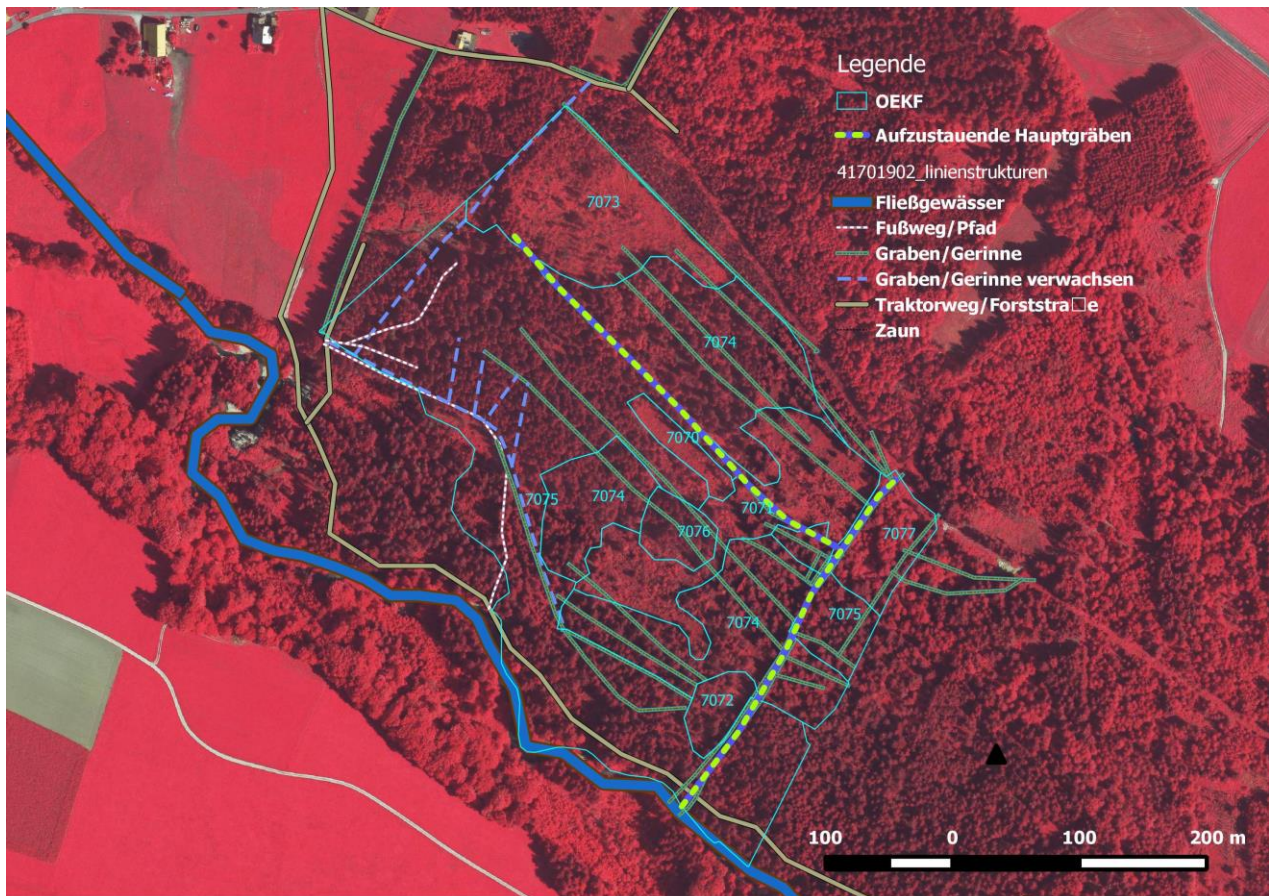 Legende
OEKF
Aufzustauende Hauptgräben
41701902_linienstrukturen
Fließgewässer
Fußweg/Pfad
Graben/Gerinne
Graben/Gerinne verwachsen
Traktorweg/Forststra□e
Zaun
7073
7074
7070
7075
7074
7076
7077
7075
7074
7072
100 0 100 200 m